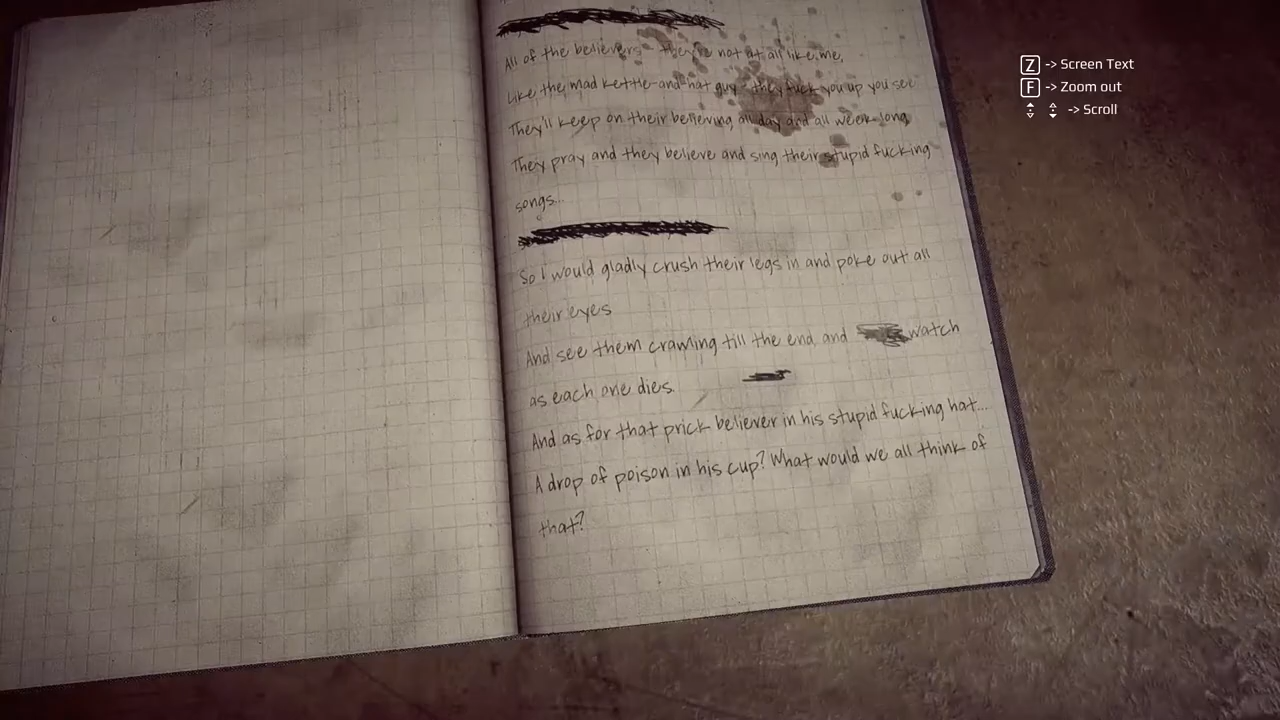 All of the believers - they're not at all like me,
Like the mad kettle-and-hat guy - they fuck you up you see
They'll keep on their believing all day and all week long
They pray and they believe and sing their stupid fucking
songs...
So I would gladly crush their legs in and poke out all
their eyes
And see them crawling till the end, and watch
as each one dies.
And as for that prick believer in his stupid fucking hat...
A drop of poison in his cup? What would we all think of
that?
Z -> Screen Text
F -> Zoom out
-> Scroll